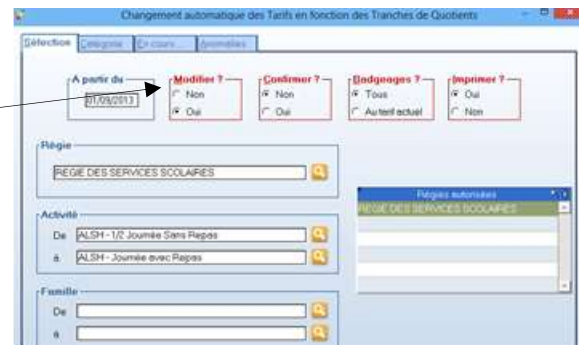 Changement automatique des Tarifs en fonction des Tranches de Quotients
Sélection Catégorie En cours... Anomalies
A partir du Modifier ? Confirmer ? Badgeages ? Imprimer ?
01/09/2013 Non Non Tous Oui
Oui Oui Au tarif actuel Non
Régie
REGIE DES SERVICES SCOLAIRES
Régies autorisées
REGIE DES SERVICES SCOLAIRES
Activité
De ALSH - 1/2 Journée Sans Repas
à ALSH - Journée avec Repas
Famille
De
à